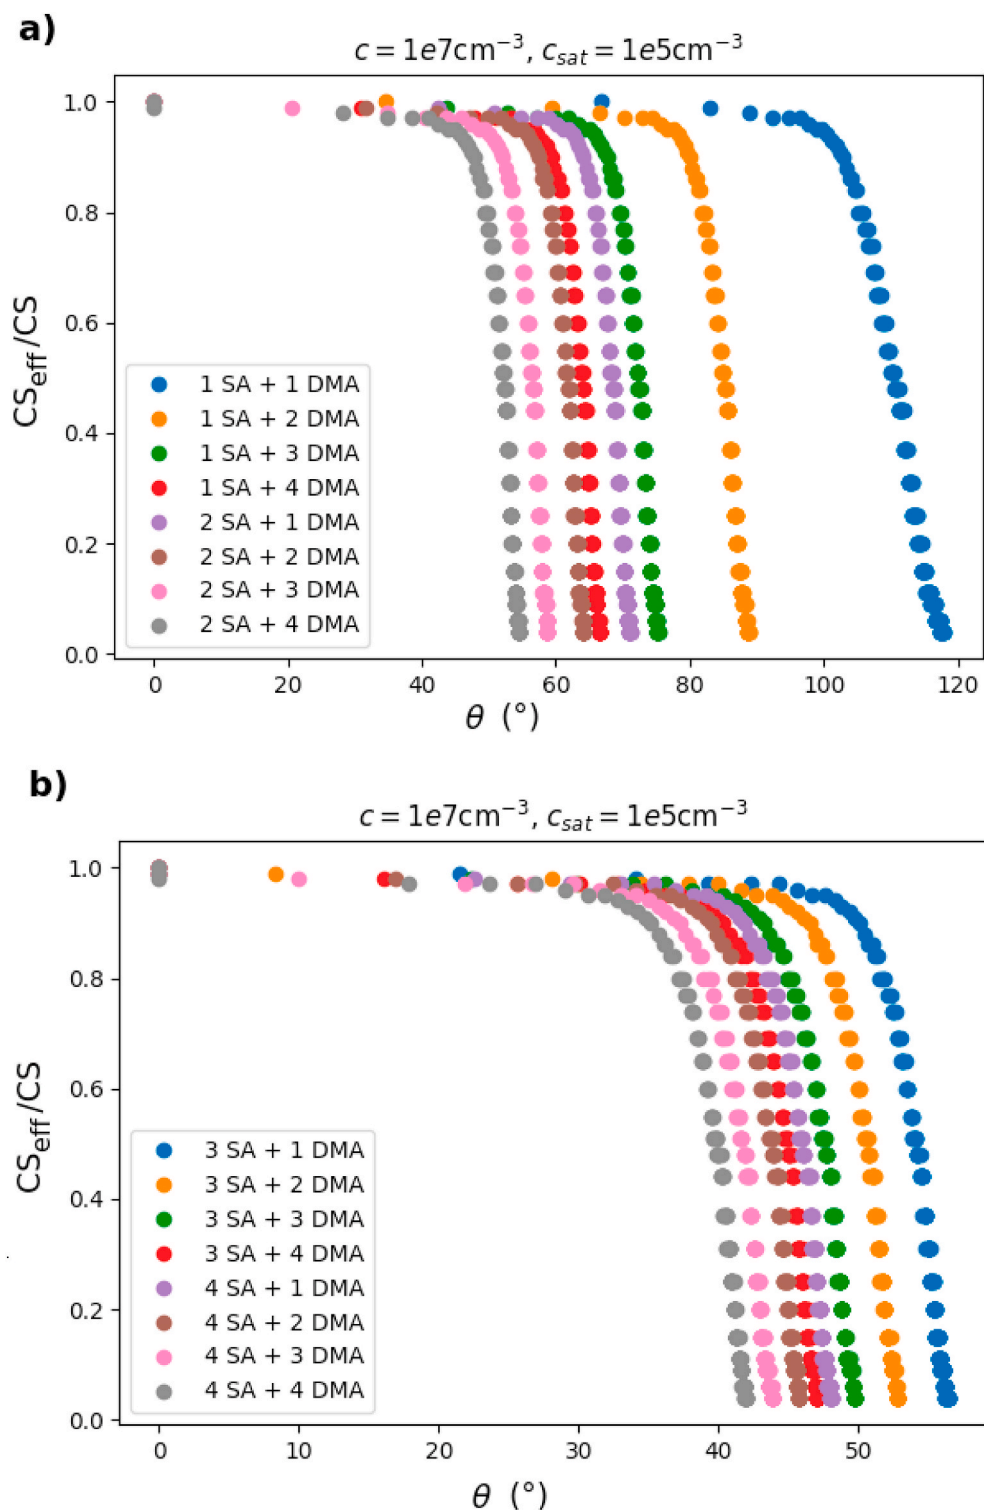 a)
c = 1e7cm⁻³, c_sat = 1e5cm⁻³
1.0
0.8
0.6
0.4
0.2
0.0
CS_eff/CS
1 SA + 1 DMA
1 SA + 2 DMA
1 SA + 3 DMA
1 SA + 4 DMA
2 SA + 1 DMA
2 SA + 2 DMA
2 SA + 3 DMA
2 SA + 4 DMA
0 20 40 60 80 100 120
θ (°)
b)
c = 1e7cm⁻³, c_sat = 1e5cm⁻³
1.0
0.8
0.6
0.4
0.2
0.0
CS_eff/CS
3 SA + 1 DMA
3 SA + 2 DMA
3 SA + 3 DMA
3 SA + 4 DMA
4 SA + 1 DMA
4 SA + 2 DMA
4 SA + 3 DMA
4 SA + 4 DMA
0 10 20 30 40 50
θ (°)